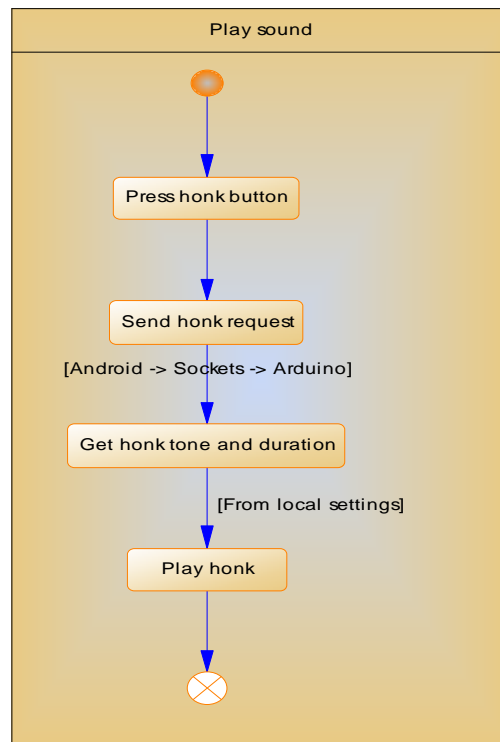 Play sound
Press honk button
Send honk request
[Android -> Sockets -> Arduino]
Get honk tone and duration
[From local settings]
Play honk